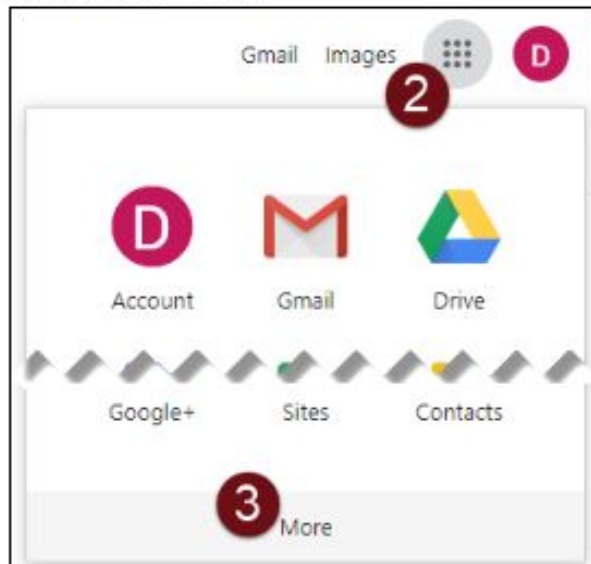 Gmail Images D
2
D
Account Gmail Drive
Google+ Sites Contacts
3
More